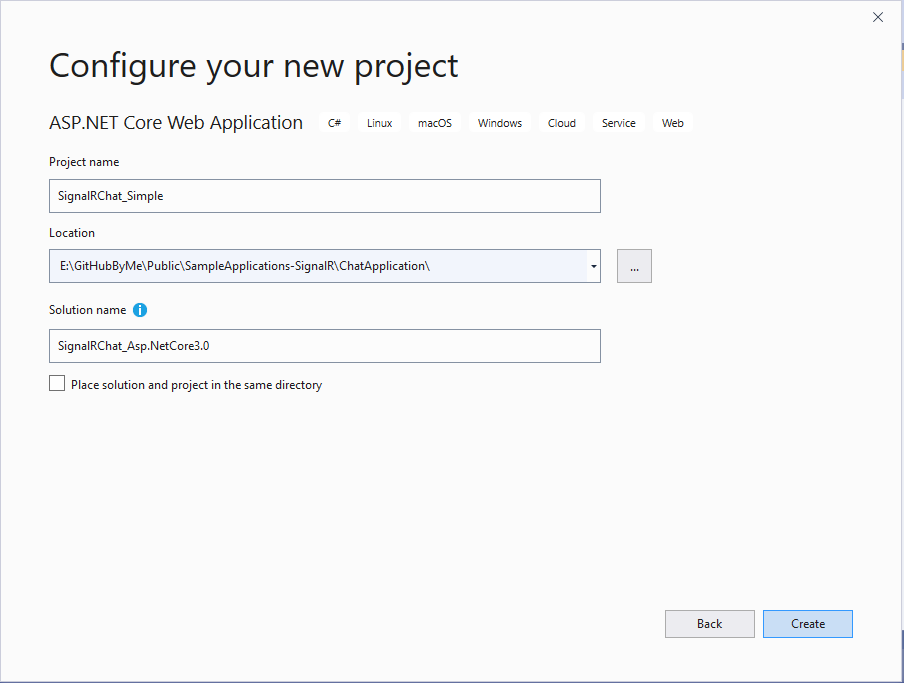 Configure your new project
ASP.NET Core Web Application C# Linux macOS Windows Cloud Service Web
Project name
SignalRChat_Simple
Location
E:\GitHubByMe\Public\SampleApplications-SignalR\ChatApplication\
...
Solution name
SignalRChat_Asp.NetCore3.0
Place solution and project in the same directory
Back Create